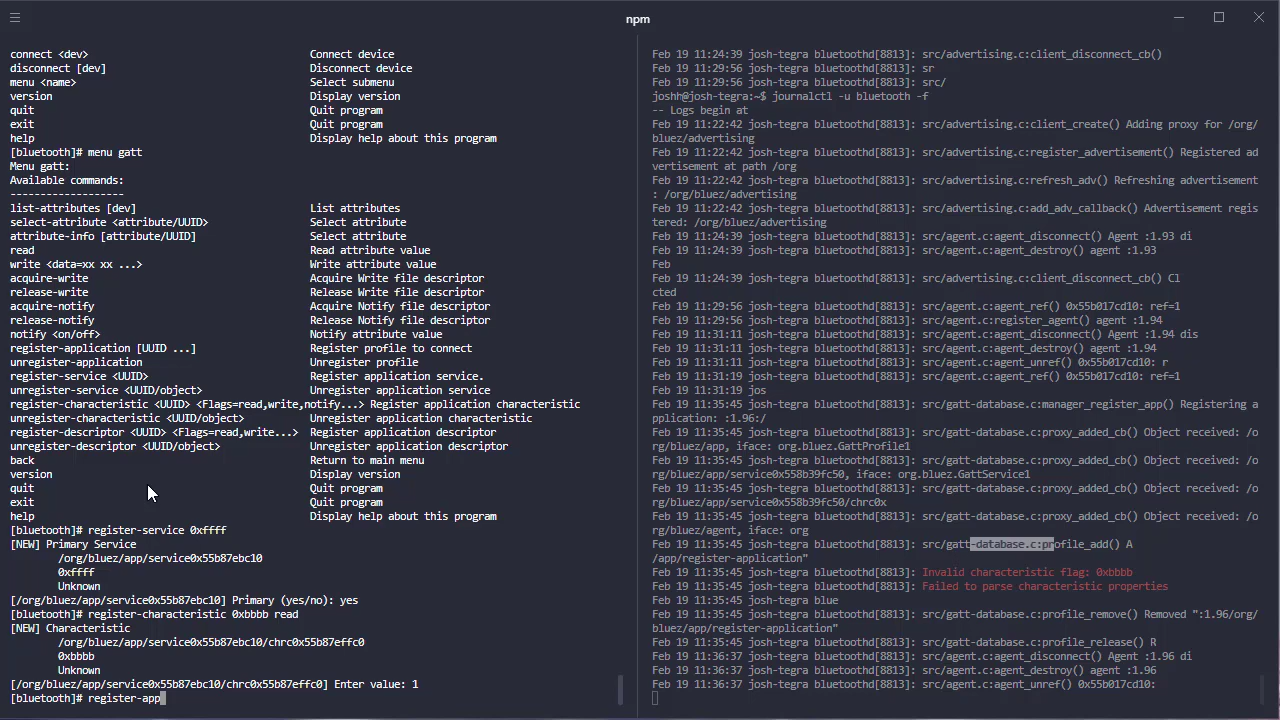 npm
connect <dev> Connect device
disconnect [dev] Disconnect device
menu <name> Select submenu
version Display version
quit Quit program
exit Quit program
help Display help about this program
[bluetooth]# menu gatt
Menu gatt:
Available commands:
-------------------
list-attributes [dev] List attributes
select-attribute <attribute/UUID> Select attribute
attribute-info [attribute/UUID] Select attribute
read Read attribute value
write <data=xx xx ...> Write attribute value
acquire-write Acquire Write file descriptor
release-write Release Write file descriptor
acquire-notify Acquire Notify file descriptor
release-notify Release Notify file descriptor
notify <on/off> Notify attribute value
register-application [UUID ...] Register profile to connect
unregister-application Unregister profile
register-service <UUID> Register application service.
unregister-service <UUID/object> Unregister application service
register-characteristic <UUID> <Flags=read,write,notify...> Register application characteristic
unregister-characteristic <UUID/object> Unregister application characteristic
register-descriptor <UUID> <Flags=read,write...> Register application descriptor
unregister-descriptor <UUID/object> Unregister application descriptor
back Return to main menu
version Display version
quit Quit program
exit Quit program
help Display help about this program
[bluetooth]# register-service 0xffff
[NEW] Primary Service
/org/bluez/app/service0x55b87ebc10
0xffff
Unknown
[/org/bluez/app/service0x55b87ebc10] Primary (yes/no): yes
[bluetooth]# register-characteristic 0xbbbb read
[NEW] Characteristic
/org/bluez/app/service0x55b87ebc10/chrc0x55b87effc0
0xbbbb
Unknown
[/org/bluez/app/service0x55b87ebc10/chrc0x55b87effc0] Enter value: 1
[bluetooth]# register-app
Feb 19 11:24:39 josh-tegra bluetoothd[8813]: src/advertising.c:client_disconnect_cb()
Feb 19 11:29:56 josh-tegra bluetoothd[8813]: sr
Feb 19 11:29:56 josh-tegra bluetoothd[8813]: src/
joshh@josh-tegra:~$ journalctl -u bluetooth -f
-- Logs begin at
Feb 19 11:22:42 josh-tegra bluetoothd[8813]: src/advertising.c:client_create() Adding proxy for /org/
bluez/advertising
Feb 19 11:22:42 josh-tegra bluetoothd[8813]: src/advertising.c:register_advertisement() Registered ad
vertisement at path /org
Feb 19 11:22:42 josh-tegra bluetoothd[8813]: src/advertising.c:refresh_adv() Refreshing advertisement
: /org/bluez/advertising
Feb 19 11:22:42 josh-tegra bluetoothd[8813]: src/advertising.c:add_adv_callback() Advertisement regis
tered: /org/bluez/advertising
Feb 19 11:24:39 josh-tegra bluetoothd[8813]: src/agent.c:agent_disconnect() Agent :1.93 di
Feb 19 11:24:39 josh-tegra bluetoothd[8813]: src/agent.c:agent_destroy() agent :1.93
Feb
Feb 19 11:24:39 josh-tegra bluetoothd[8813]: src/advertising.c:client_disconnect_cb() Cl
cted
Feb 19 11:29:56 josh-tegra bluetoothd[8813]: src/agent.c:agent_ref() 0x55b017cd10: ref=1
Feb 19 11:29:56 josh-tegra bluetoothd[8813]: src/agent.c:register_agent() agent :1.94
Feb 19 11:31:11 josh-tegra bluetoothd[8813]: src/agent.c:agent_disconnect() Agent :1.94 dis
Feb 19 11:31:11 josh-tegra bluetoothd[8813]: src/agent.c:agent_destroy() agent :1.94
Feb 19 11:31:11 josh-tegra bluetoothd[8813]: src/agent.c:agent_unref() 0x55b017cd10: r
Feb 19 11:31:19 josh-tegra bluetoothd[8813]: src/agent.c:agent_ref() 0x55b017cd10: ref=1
Feb 19 11:31:19 jos
Feb 19 11:35:45 josh-tegra bluetoothd[8813]: src/gatt-database.c:manager_register_app() Registering a
pplication: :1.96:/
Feb 19 11:35:45 josh-tegra bluetoothd[8813]: src/gatt-database.c:proxy_added_cb() Object received: /o
rg/bluez/app, iface: org.bluez.GattProfile1
Feb 19 11:35:45 josh-tegra bluetoothd[8813]: src/gatt-database.c:proxy_added_cb() Object received: /o
rg/bluez/app/service0x558b39fc50, iface: org.bluez.GattService1
Feb 19 11:35:45 josh-tegra bluetoothd[8813]: src/gatt-database.c:proxy_added_cb() Object received: /o
rg/bluez/app/service0x558b39fc50/chrc0x
Feb 19 11:35:45 josh-tegra bluetoothd[8813]: src/gatt-database.c:proxy_added_cb() Object received: /o
rg/bluez/agent, iface: org
Feb 19 11:35:45 josh-tegra bluetoothd[8813]: src/gatt-database.c:profile_add() A
/app/register-application"
Feb 19 11:35:45 josh-tegra bluetoothd[8813]: Invalid characteristic flag: 0xbbbb
Feb 19 11:35:45 josh-tegra bluetoothd[8813]: Failed to parse characteristic properties
Feb 19 11:35:45 josh-tegra blue
Feb 19 11:35:45 josh-tegra bluetoothd[8813]: src/gatt-database.c:profile_remove() Removed ":1.96/org/
bluez/app/register-application"
Feb 19 11:35:45 josh-tegra bluetoothd[8813]: src/gatt-database.c:profile_release() R
Feb 19 11:36:37 josh-tegra bluetoothd[8813]: src/agent.c:agent_disconnect() Agent :1.96 di
Feb 19 11:36:37 josh-tegra bluetoothd[8813]: src/agent.c:agent_destroy() agent :1.96
Feb 19 11:36:37 josh-tegra bluetoothd[8813]: src/agent.c:agent_unref() 0x55b017cd10: